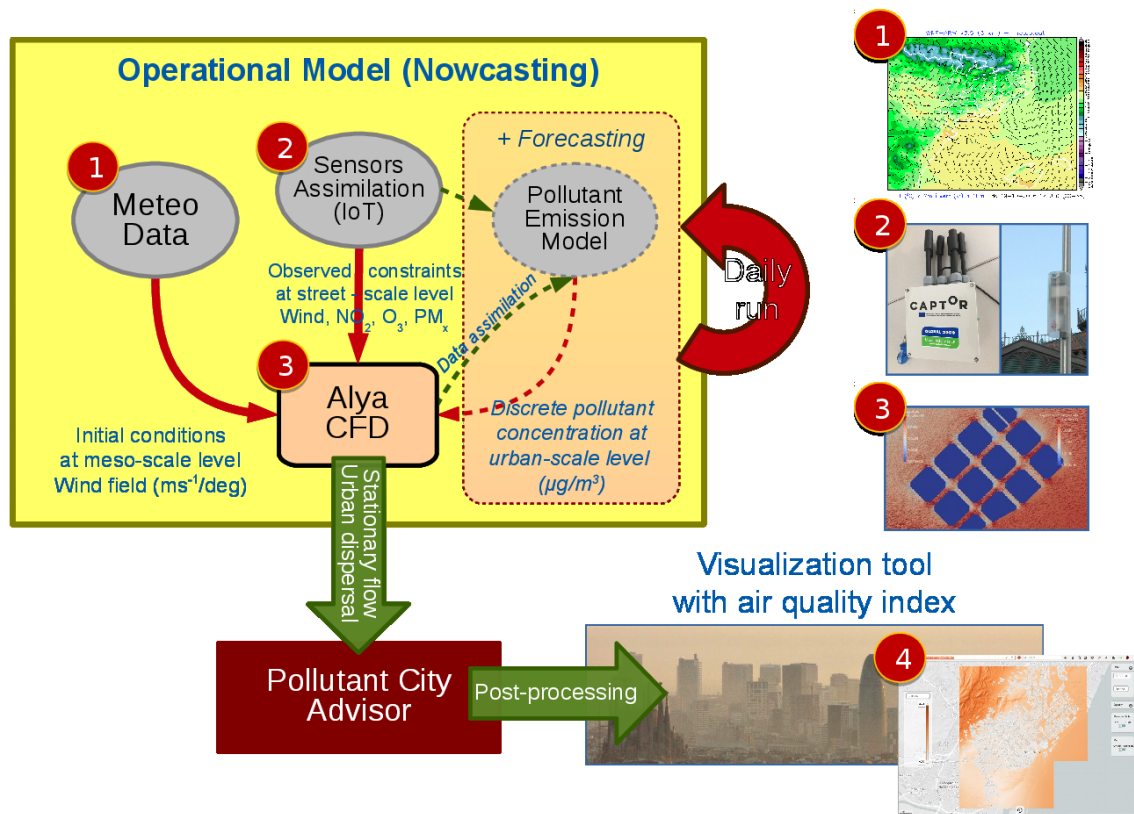 Operational Model (Nowcasting)
1
Meteo
Data
2
Sensors
Assimilation
(IoT)
+ Forecasting
Pollutant
Emission
Model
Observed constraints
at street - scale level
Wind, NO₂, O₃, PMₓ
Data assimilation
3
Alya
CFD
Initial conditions
at meso-scale level
Wind field (ms⁻¹/deg)
Discrete pollutant
concentration at
urban-scale level
(µg/m³)
Daily
run
Stationary flow
Urban dispersal
Pollutant City
Advisor
Post-processing
Visualization tool
with air quality index
1
2
CAPTOR
3
4